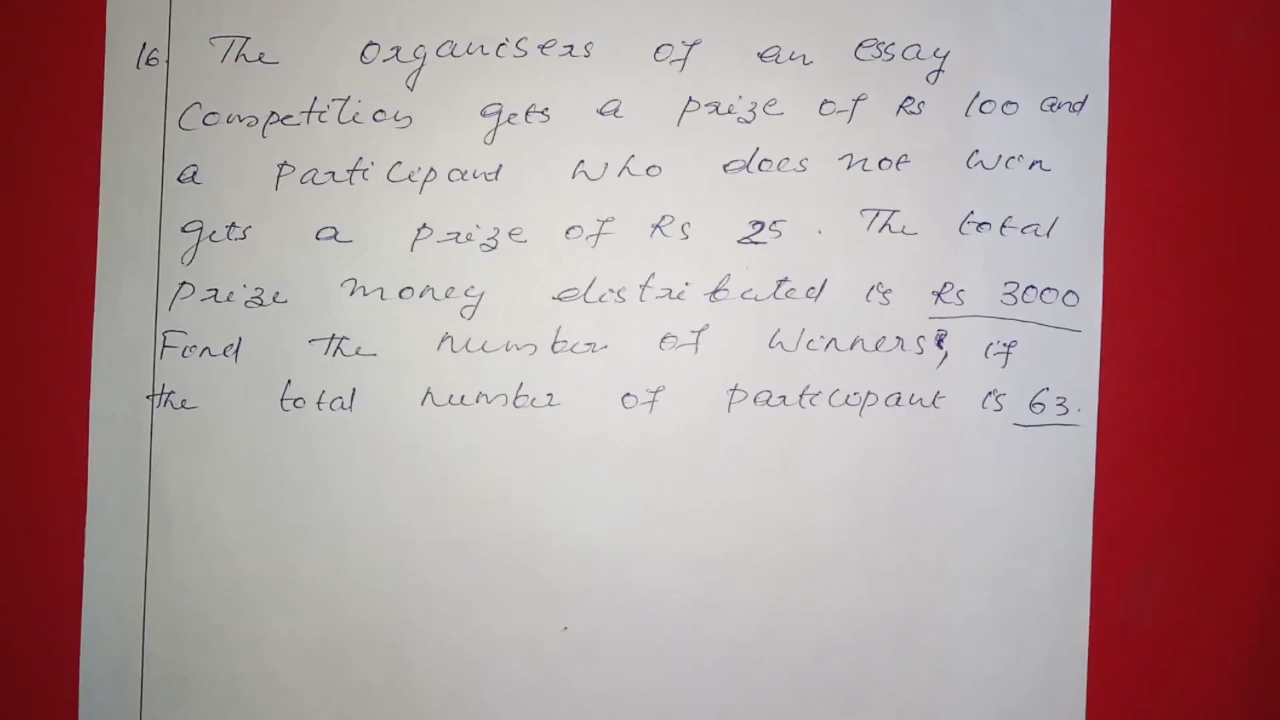 16. The organisers of an essay
Competition gets a prize of Rs 100 and
a participant who does not win
gets a prize of Rs 25. The total
prize money distributed is Rs 3000
Find the number of winners, if
the total number of participant is 63.